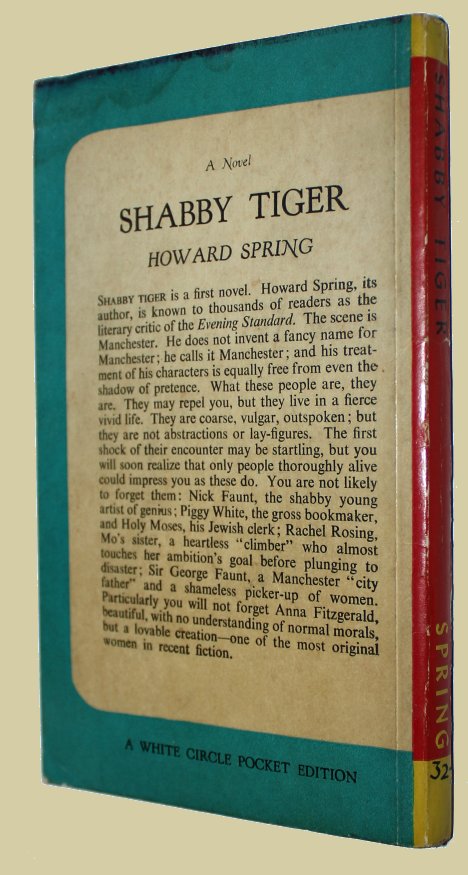 A Novel
SHABBY TIGER
HOWARD SPRING
SHABBY TIGER is a first novel. Howard Spring, its
author, is known to thousands of readers as the
literary critic of the Evening Standard. The scene is
Manchester. He does not invent a fancy name for
Manchester; he calls it Manchester; and his treat-
ment of his characters is equally free from even the
shadow of pretence. What these people are, they
are. They may repel you, but they live in a fierce
vivid life. They are coarse, vulgar, outspoken; but
they are not abstractions or lay-figures. The first
shock of their encounter may be startling, but you
will soon realize that only people thoroughly alive
could impress you as these do. You are not likely
to forget them: Nick Faunt, the shabby young
artist of genius; Piggy White, the gross bookmaker,
and Holy Moses, his Jewish clerk; Rachel Rosing,
Mo's sister, a heartless "climber" who almost
touches her ambition's goal before plunging to
disaster; Sir George Faunt, a Manchester "city
father" and a shameless picker-up of women.
Particularly you will not forget Anna Fitzgerald,
beautiful, with no understanding of normal morals,
but a lovable creation—one of the most original
women in recent fiction.
A WHITE CIRCLE POCKET EDITION
SHABBY TIGER
SPRING